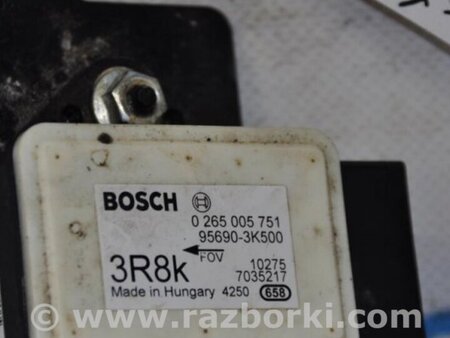 BOSCH
0 265 005 751
95690-3K500
FOV
3R8k
10275
7035217
Made in Hungary 4250 658
www.razborki.com